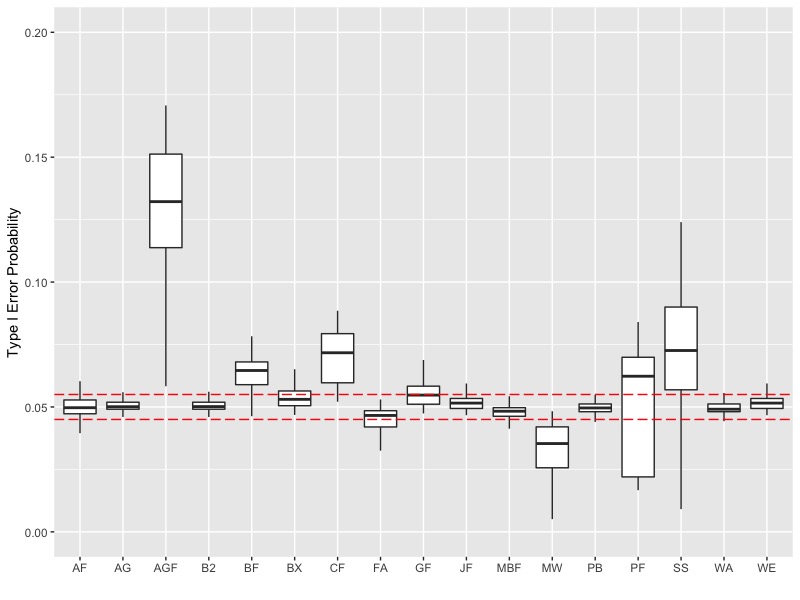 Type I Error Probability
0.20
0.15
0.10
0.05
0.00
AF AG AGF B2 BF BX CF FA GF JF MBF MW PB PF SS WA WE